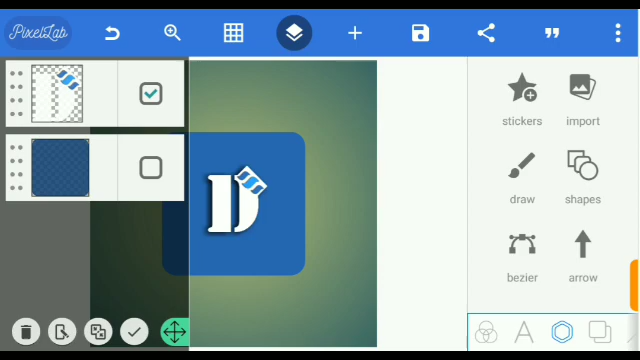 PixelLab
D
stickers
import
draw
shapes
bezier
arrow
A